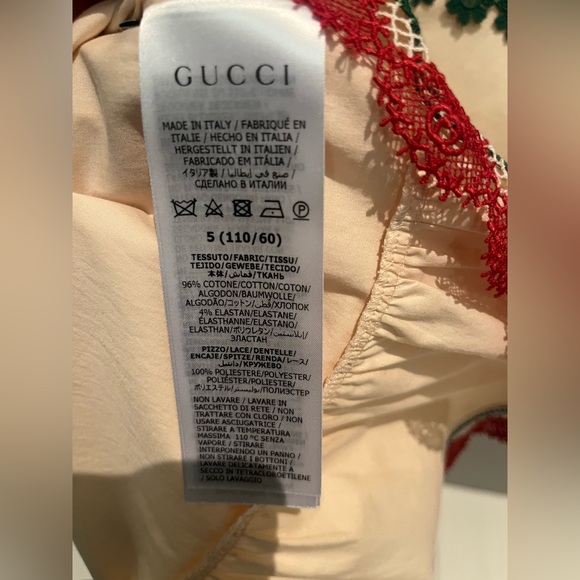 GUCCI
MADE IN ITALY / FABRIQUÉ EN
ITALIE / HECHO EN ITALIA /
HERGESTELLT IN ITALIEN /
FABRICADO EM ITÁLIA /
イタリア製 / صنع في إيطاليا /
СДЕЛАНО В ИТАЛИИ
P
5 (110/60)
TESSUTO/FABRIC/TISSU/
TEJIDO/GEWEBE/TECIDO/
本体/قماش/ТКАНЬ
96% COTONE/COTTON/COTON/
ALGODON/BAUMWOLLE/
ALGODÃO/コットン/قطن/ХЛОПОК
4% ELASTAN/ELASTANE/
ÉLASTHANNE/ELASTANO/
ELASTHAN/ポリウレタン/إيلاستين/
ЭЛАСТАН
PIZZO/LACE/DENTELLE/
ENCAJE/SPITZE/RENDA/レース/
دانتيل/КРУЖЕВО
100% POLIESTERE/POLYESTER/
POLIÉSTER/POLYESTER/
ポリエステル/بوليستر/ПОЛИЭСТЕР
NON LAVARE / LAVARE IN
SACCHETTO DI RETE / NON
TRATTARE CON CLORO / NON
USARE ASCIUGATRICE /
STIRARE A TEMPERATURA
MASSIMA 110 °C SENZA
VAPORE / STIRARE
INTERPONENDO UN PANNO /
NON STIRARE I BOTTONI /
LAVARE DELICATAMENTE A
SECCO IN TETRACLOROETILENE
/ SOLO LAVAGGIO